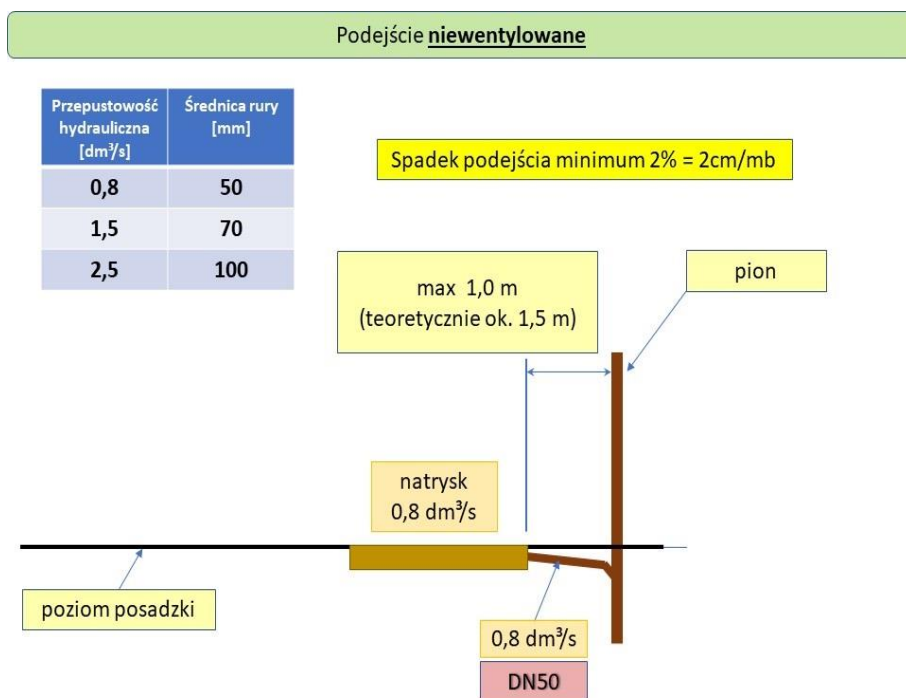 Podejście niewentylowane
Przepustowość
hydrauliczna
[dm³/s]
Średnica rury
[mm]
0,8 50
1,5 70
2,5 100
Spadek podejścia minimum 2% = 2cm/mb
max 1,0 m
(teoretycznie ok. 1,5 m)
pion
natrysk
0,8 dm³/s
poziom posadzki
0,8 dm³/s
DN50